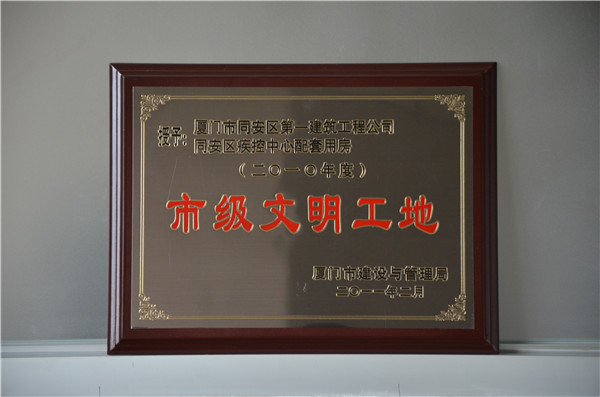 授予：厦门市同安区第一建筑工程公司
同安区疾控中心配套用房
（二〇一〇年度）
市级文明工地
厦门市建设与管理局
二〇一一年二月